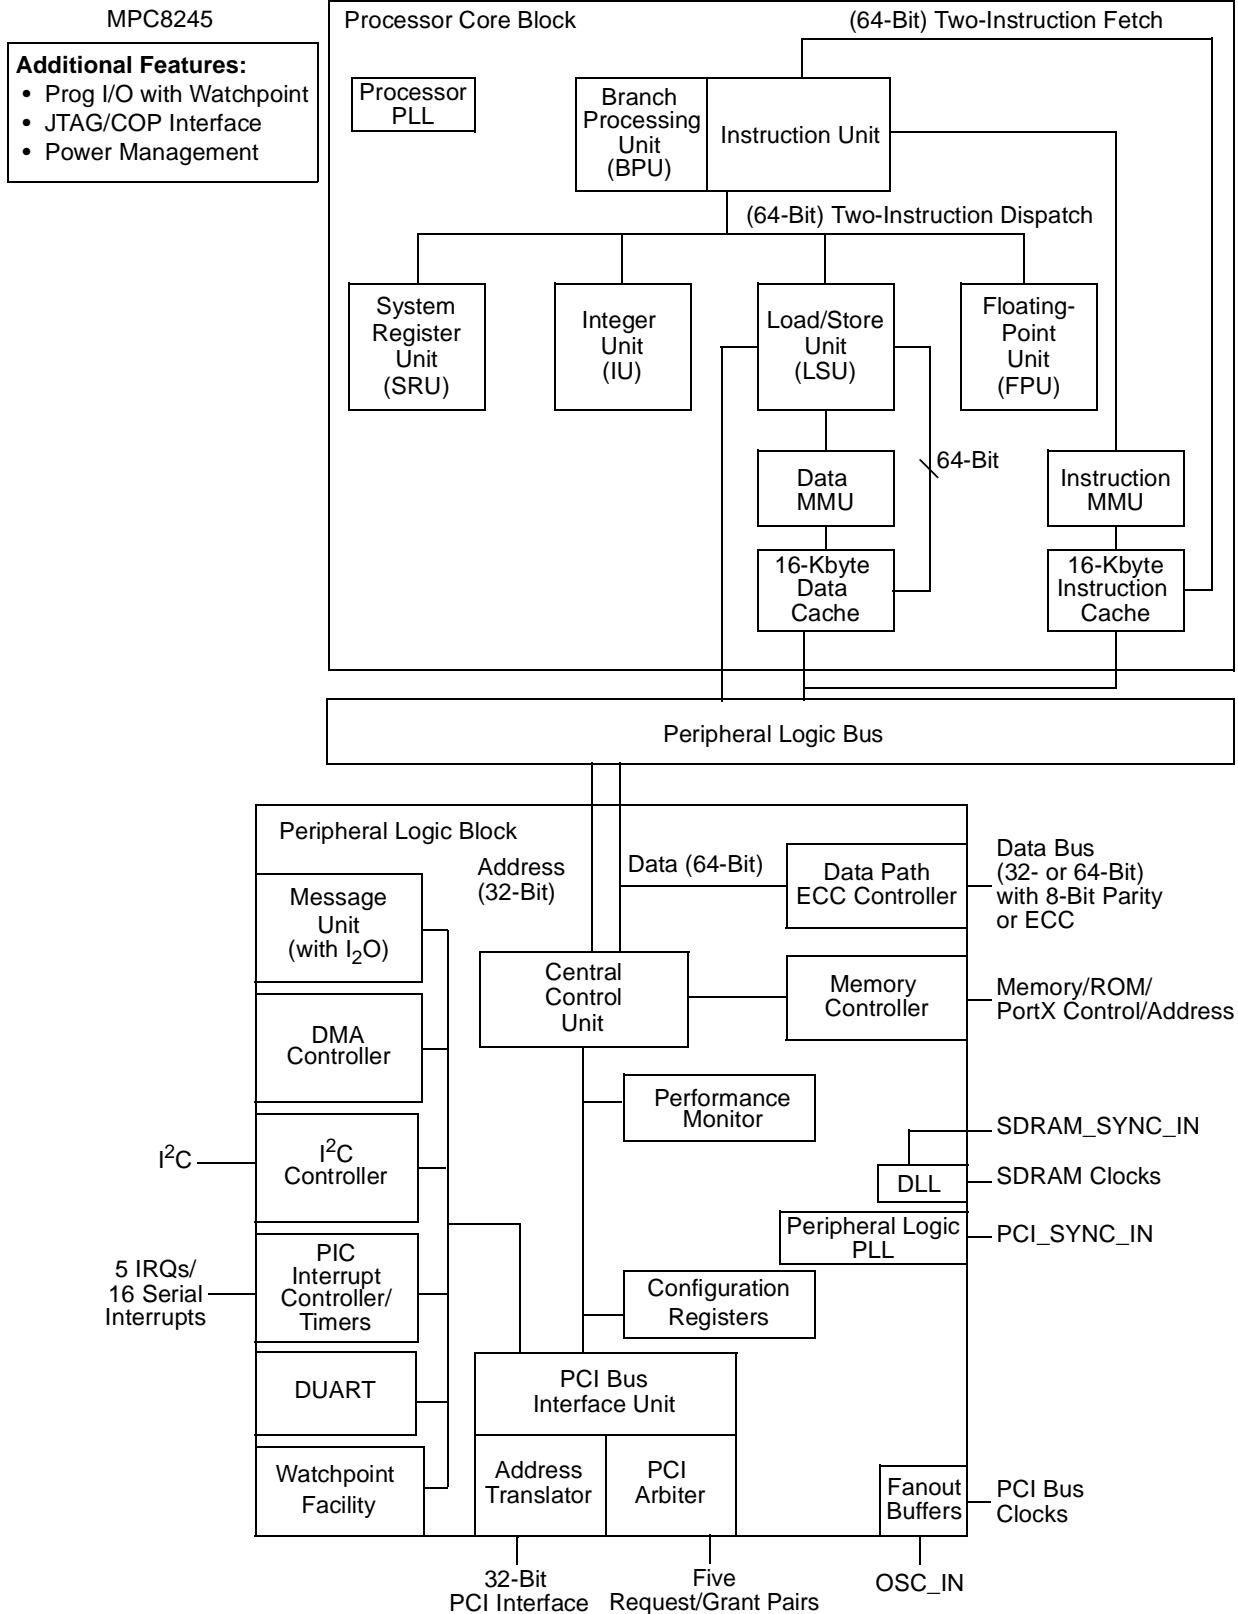 MPC8245
Additional Features:
• Prog I/O with Watchpoint
• JTAG/COP Interface
• Power Management
Processor Core Block
(64-Bit) Two-Instruction Fetch
Processor
PLL
Branch
Processing
Unit
(BPU)
Instruction Unit
(64-Bit) Two-Instruction Dispatch
System
Register
Unit
(SRU)
Integer
Unit
(IU)
Load/Store
Unit
(LSU)
Floating-
Point
Unit
(FPU)
64-Bit
Data
MMU
Instruction
MMU
16-Kbyte
Data
Cache
16-Kbyte
Instruction
Cache
Peripheral Logic Bus
Peripheral Logic Block
Address
(32-Bit)
Data (64-Bit)
Data Path
ECC Controller
Data Bus
(32- or 64-Bit)
with 8-Bit Parity
or ECC
Message
Unit
(with I2O)
Central
Control
Unit
Memory
Controller
Memory/ROM/
PortX Control/Address
DMA
Controller
Performance
Monitor
SDRAM_SYNC_IN
I2C
I2C
Controller
DLL
SDRAM Clocks
Peripheral Logic
PLL
PCI_SYNC_IN
5 IRQs/
16 Serial
Interrupts
PIC
Interrupt
Controller/
Timers
Configuration
Registers
DUART
PCI Bus
Interface Unit
Watchpoint
Facility
Address
Translator
PCI
Arbiter
Fanout
Buffers
PCI Bus
Clocks
32-Bit
PCI Interface
Five
Request/Grant Pairs
OSC_IN